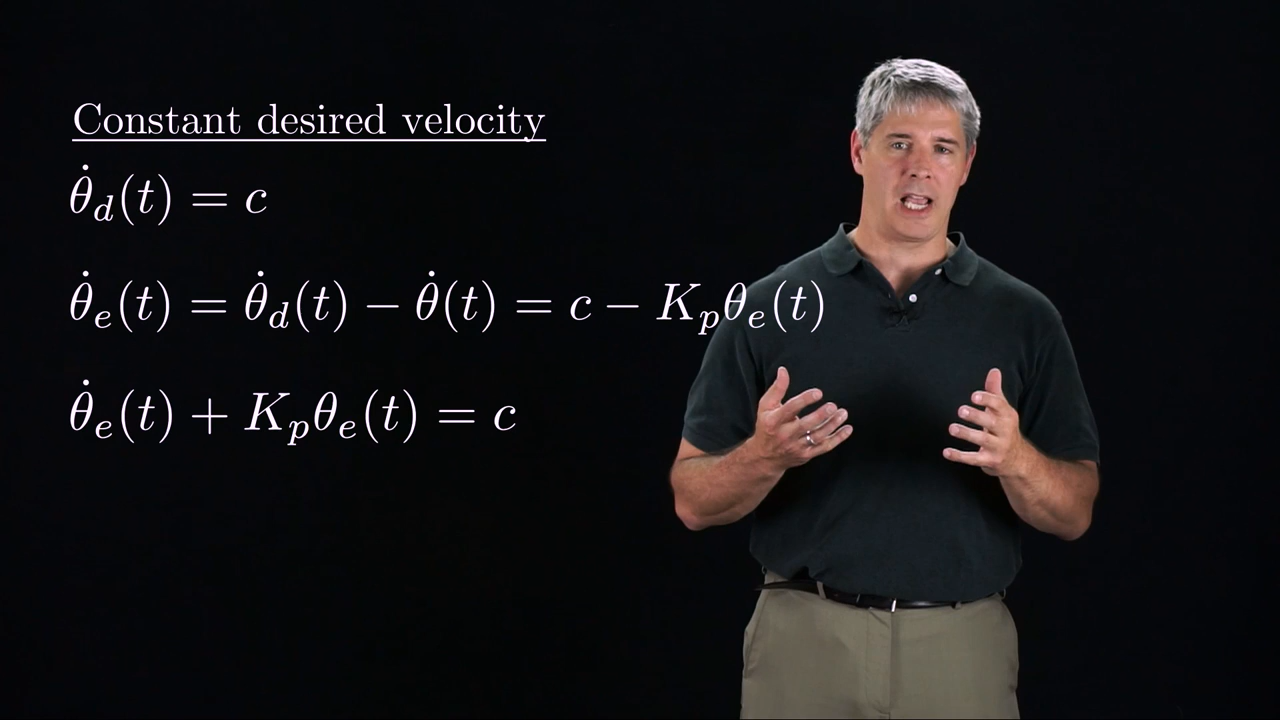 Constant desired velocity
θ̇_d(t) = c
θ̇_e(t) = θ̇_d(t) − θ̇(t) = c − K_pθ_e(t)
θ̇_e(t) + K_pθ_e(t) = c